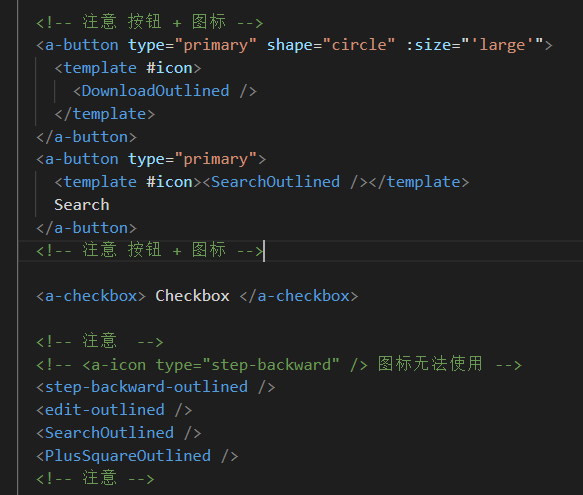 <!-- 注意 按钮 + 图标 -->
<a-button type="primary" shape="circle" :size="'large'">
<template #icon>
<DownloadOutlined />
</template>
</a-button>
<a-button type="primary">
<template #icon><SearchOutlined /></template>
Search
</a-button>
<!-- 注意 按钮 + 图标 -->
<a-checkbox> Checkbox </a-checkbox>
<!-- 注意  -->
<!-- <a-icon type="step-backward" /> 图标无法使用 -->
<step-backward-outlined />
<edit-outlined />
<SearchOutlined />
<PlusSquareOutlined />
<!-- 注意 -->